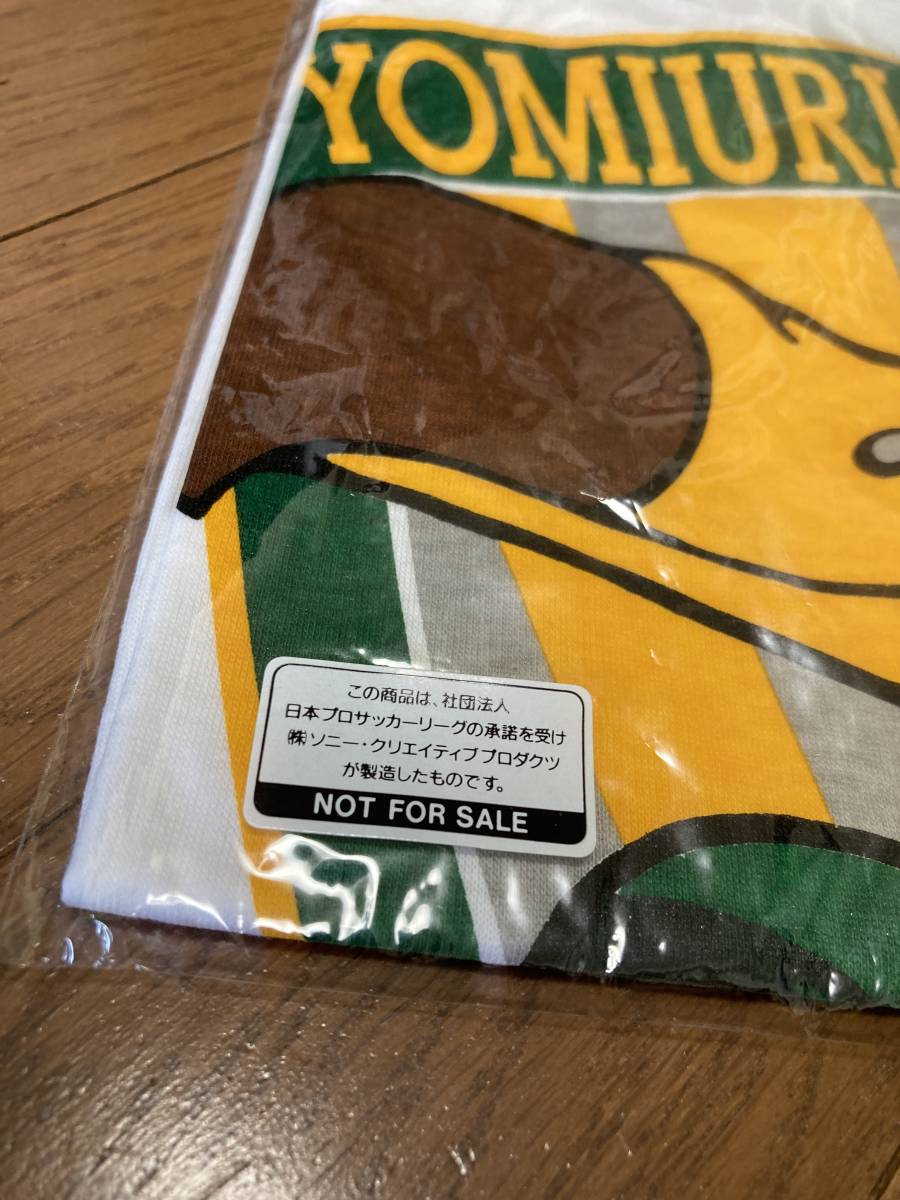 YOMIURI
この商品は、社団法人
日本プロサッカーリーグの承諾を受け
㈱ソニー・クリエイティブプロダクツ
が製造したものです。
NOT FOR SALE